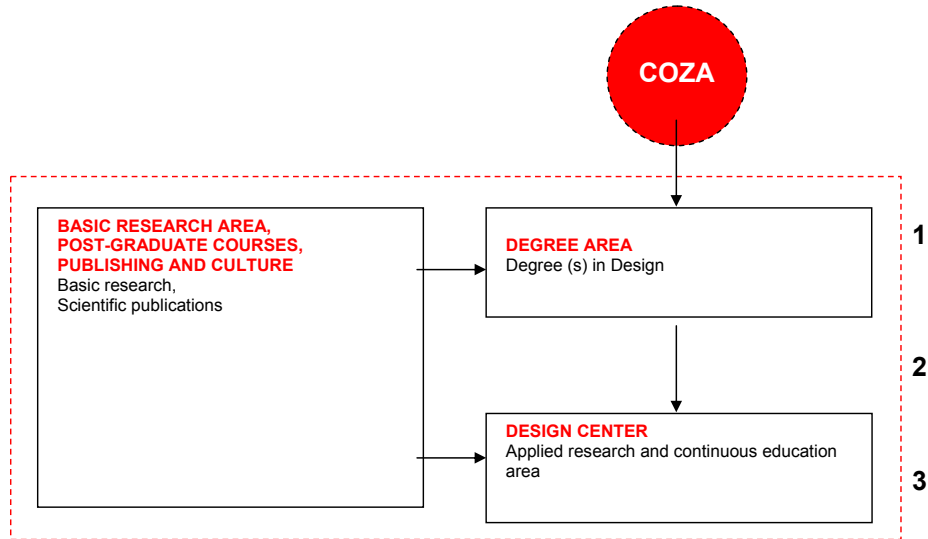 COZA
BASIC RESEARCH AREA,
POST-GRADUATE COURSES,
PUBLISHING AND CULTURE
Basic research,
Scientific publications
DEGREE AREA
Degree (s) in Design
1
2
DESIGN CENTER
Applied research and continuous education
area
3